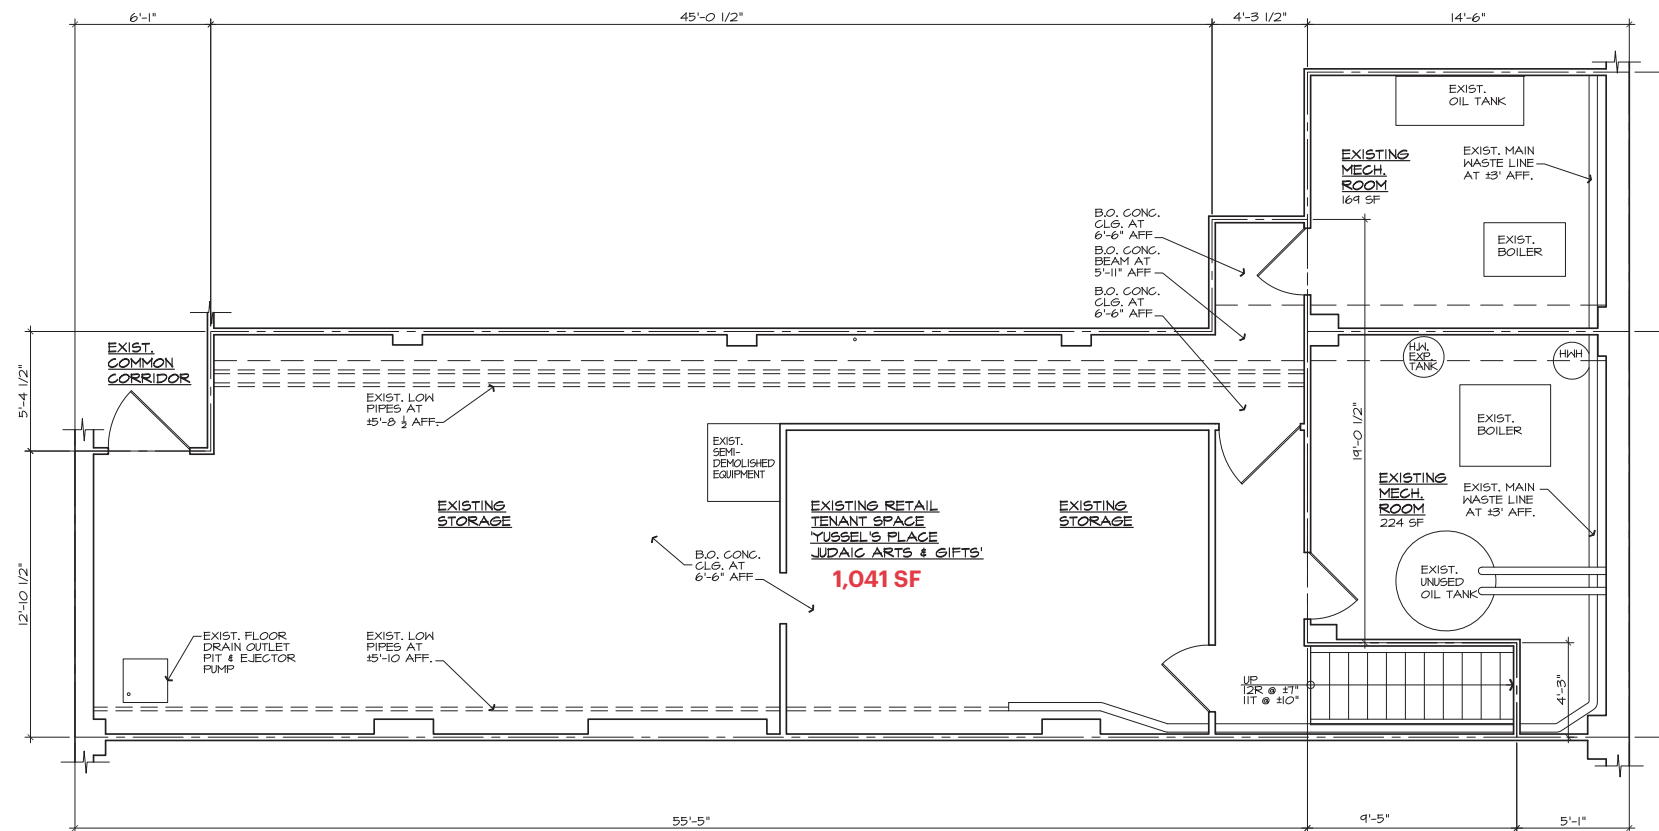 6'-1"
45'-0 1/2"
4'-3 1/2"
14'-6"
EXIST.
OIL TANK
EXISTING
MECH.
ROOM
169 SF
EXIST. MAIN
WASTE LINE
AT ±3' AFF.
B.O. CONC.
CLG. AT
6'-6" AFF
B.O. CONC.
BEAM AT
5'-11" AFF
B.O. CONC.
CLG. AT
6'-6" AFF
EXIST.
BOILER
EXIST.
COMMON
CORRIDOR
5'-4 1/2"
H.W.
EXP.
TANK
HWH
EXIST. LOW
PIPES AT
±5'-8 ½ AFF.
19'-0 1/2"
EXIST.
BOILER
EXIST.
SEMI-
DEMOLISHED
EQUIPMENT
EXISTING
STORAGE
EXISTING RETAIL
TENANT SPACE
'YUSSEL'S PLACE
JUDAIC ARTS & GIFTS'
1,041 SF
EXISTING
STORAGE
EXISTING
MECH.
ROOM
224 SF
EXIST. MAIN
WASTE LINE
AT ±3' AFF.
B.O. CONC.
CLG. AT
6'-6" AFF
EXIST.
UNUSED
OIL TANK
12'-10 1/2"
EXIST. FLOOR
DRAIN OUTLET
PIT & EJECTOR
PUMP
EXIST. LOW
PIPES AT
±5'-10 AFF.
UP
12R @ ±7"
11T @ ±10"
4'-3"
55'-5"
9'-5"
5'-1"